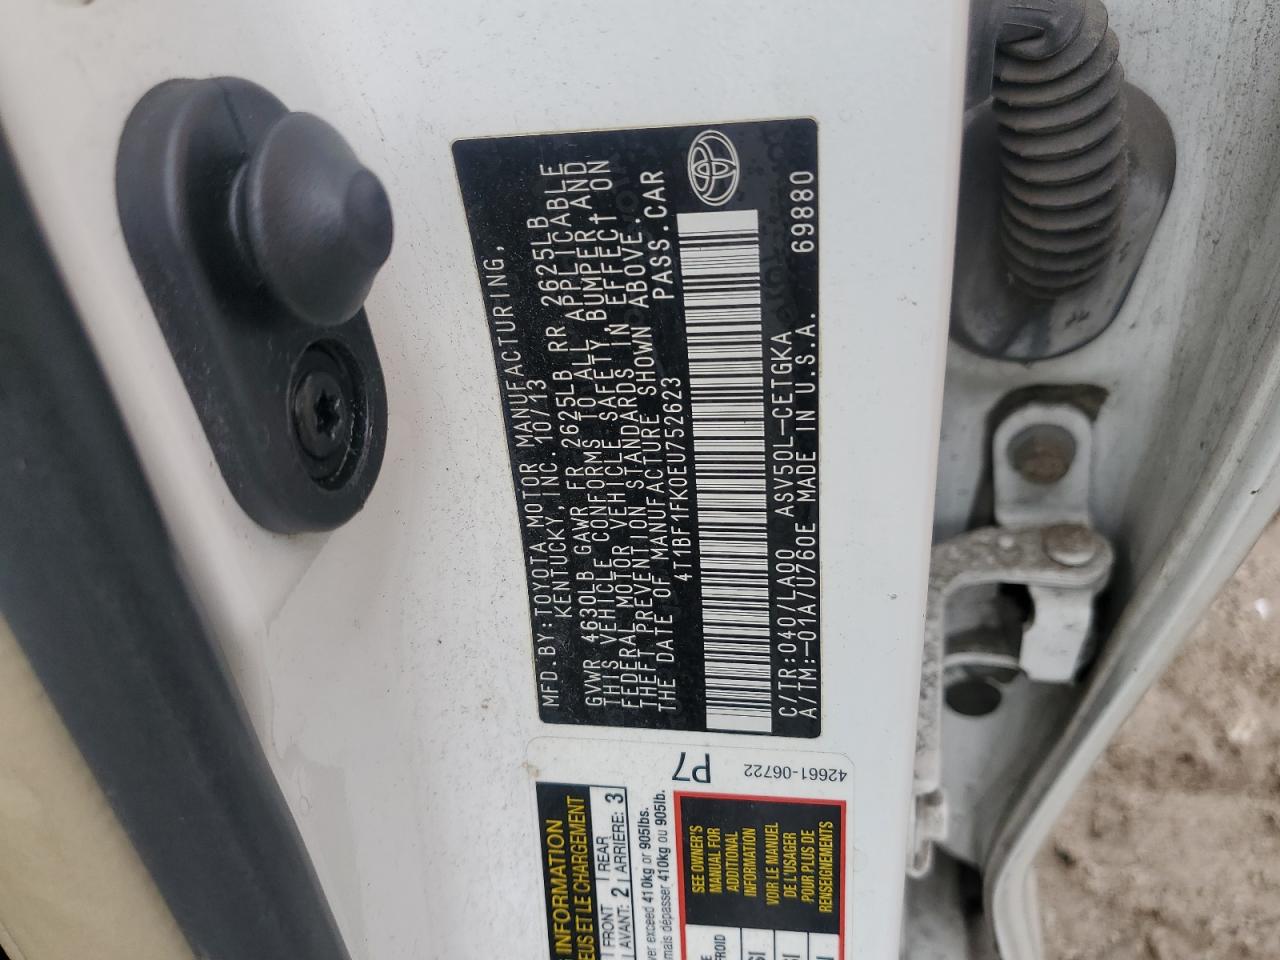 MFD.BY:TOYOTA MOTOR MANUFACTURING,
KENTUCKY, INC. 10/13
GVWR 4630LB GAWR FR 2625LB RR 2625LB
THIS VEHICLE CONFORMS TO ALL APPLICABLE
FEDERAL MOTOR VEHICLE SAFETY, BUMPER, AND
THEFT PREVENTION STANDARDS IN EFFECT ON
THE DATE OF MANUFACTURE SHOWN ABOVE.
4T1BF1FK0EU752623 PASS.CAR
C/TR:040/LA00 ASV50L-CETGKA
A/TM:-01A/U760E MADE IN U.S.A. 69880
P7
42661-06722
INFORMATION
EUS ET LE CHARGEMENT
FRONT REAR
AVANT: 2 ARRIÈRE: 3
ver exceed 410kg or 905lbs.
mais dépasser 410kg ou 905lb.
SEE OWNER'S
MANUAL FOR
ADDITIONAL
INFORMATION
VOIR LE MANUEL
DE L'USAGER
POUR PLUS DE
RENSEIGNEMENTS
FROID